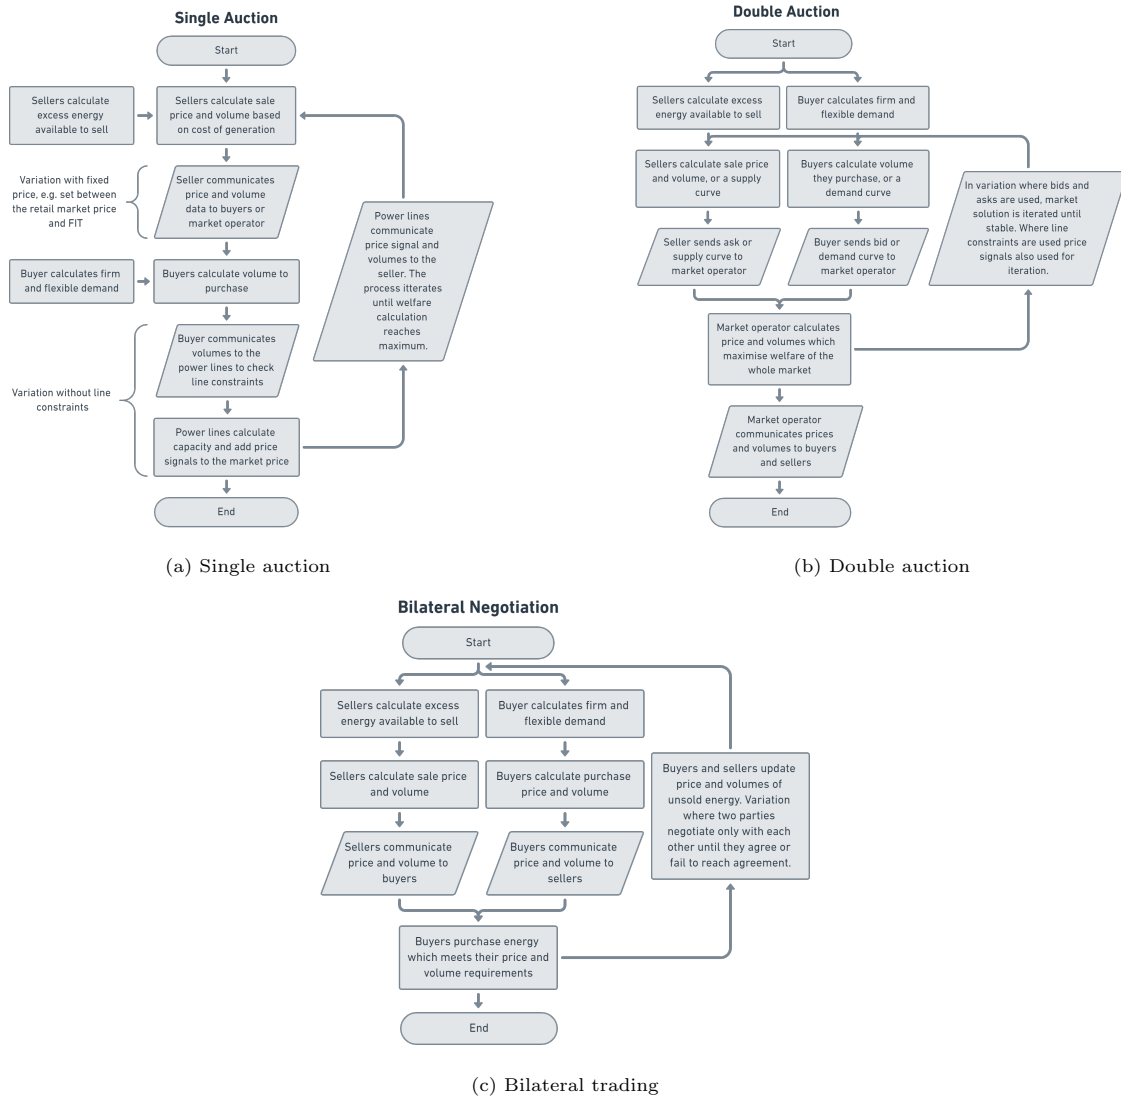 Single Auction
Start
Sellers calculate
excess energy
available to sell
Sellers calculate sale
price and volume based
on cost of generation
Variation with fixed
price, e.g. set between
the retail market price
and FIT
Seller communicates
price and volume
data to buyers or
market operator
Buyer calculates firm
and flexible demand
Buyers calculate volume to
purchase
Variation without line
constraints
Buyer communicates
volumes to the
power lines to check
line constraints
Power lines calculate
capacity and add price
signals to the market price
End
Power lines
communicate
price signal and
volumes to the
seller. The
process itterates
until welfare
calculation
reaches
maximum.
(a) Single auction
Double Auction
Start
Sellers calculate excess
energy available to sell
Buyer calculates firm and
flexible demand
Sellers calculate sale price
and volume, or a supply
curve
Buyers calculate volume
they purchase, or a
demand curve
Seller sends ask or
supply curve to
market operator
Buyer sends bid or
demand curve to
market operator
In variation where bids and
asks are used, market
solution is iterated until
stable. Where line
constraints are used price
signals also used for
iteration.
Market operator calculates
price and volumes which
maximise welfare of the
whole market
Market operator
communicates prices
and volumes to buyers
and sellers
End
(b) Double auction
Bilateral Negotiation
Start
Sellers calculate excess
energy available to sell
Buyer calculates firm and
flexible demand
Sellers calculate sale price
and volume
Buyers calculate purchase
price and volume
Sellers communicate
price and volume to
buyers
Buyers communicate
price and volume to
sellers
Buyers and sellers update
price and volumes of
unsold energy. Variation
where two parties
negotiate only with each
other until they agree or
fail to reach agreement.
Buyers purchase energy
which meets their price and
volume requirements
End
(c) Bilateral trading